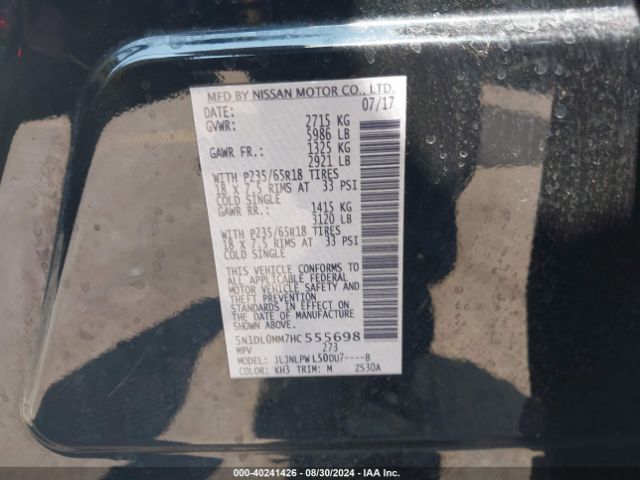 MFD BY NISSAN MOTOR CO., LTD.
DATE: 07/17
GVWR: 2715 KG
5986 LB
GAWR FR.: 1325 KG
2921 LB
WITH P235/65R18 TIRES
18 X 7.5 RIMS AT 33 PSI
COLD SINGLE
GAWR RR.: 1415 KG
3120 LB
WITH P235/65R18 TIRES
18 X 7.5 RIMS AT 33 PSI
COLD SINGLE
THIS VEHICLE CONFORMS TO
ALL APPLICABLE FEDERAL
MOTOR VEHICLE SAFETY AND
THEFT PREVENTION
STANDARDS IN EFFECT ON
THE DATE OF MANUFACTURE
SHOWN ABOVE.
5N1DL0MM7HC555698
MPV 273
MODEL: JLJNLPW L50DU7----B
COLOR: KH3 TRIM: M ZS30A
000-40241426 - 08/30/2024 - IAA Inc.